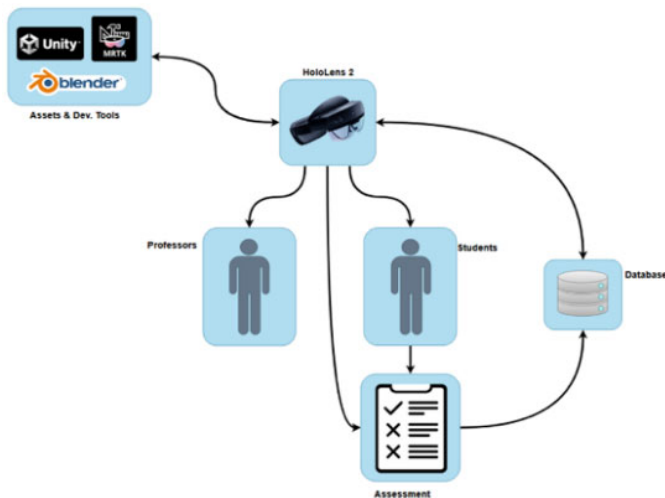 Unity
MRTK
blender
Assets & Dev. Tools
HoloLens 2
Professors
Students
Database
Assessment